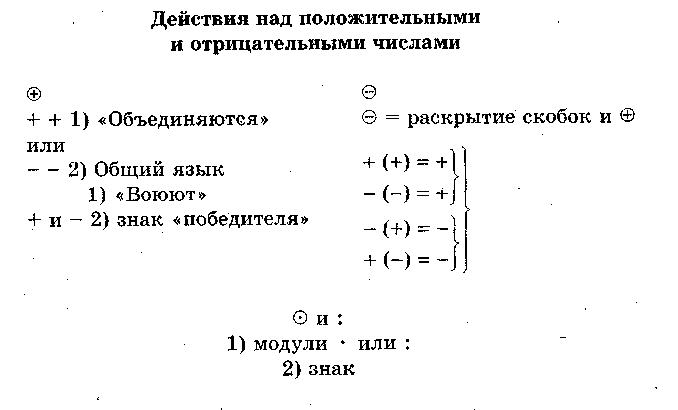 Действия над положительными
и отрицательными числами
⊕
+ + 1) «Объединяются»
или
– – 2) Общий язык
1) «Воюют»
+ и – 2) знак «победителя»
⊖
⊖ = раскрытие скобок и ⊕
+ (+) = +
– (–) = +
– (+) = –
+ (–) = –
⊙ и :
1) модули · или :
2) знак